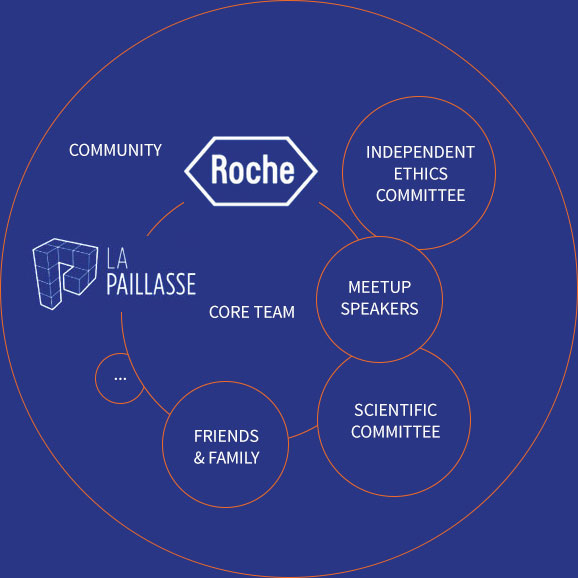 COMMUNITY
Roche
INDEPENDENT
ETHICS
COMMITTEE
LA
PAILLASSE
CORE TEAM
MEETUP
SPEAKERS
...
FRIENDS
& FAMILY
SCIENTIFIC
COMMITTEE